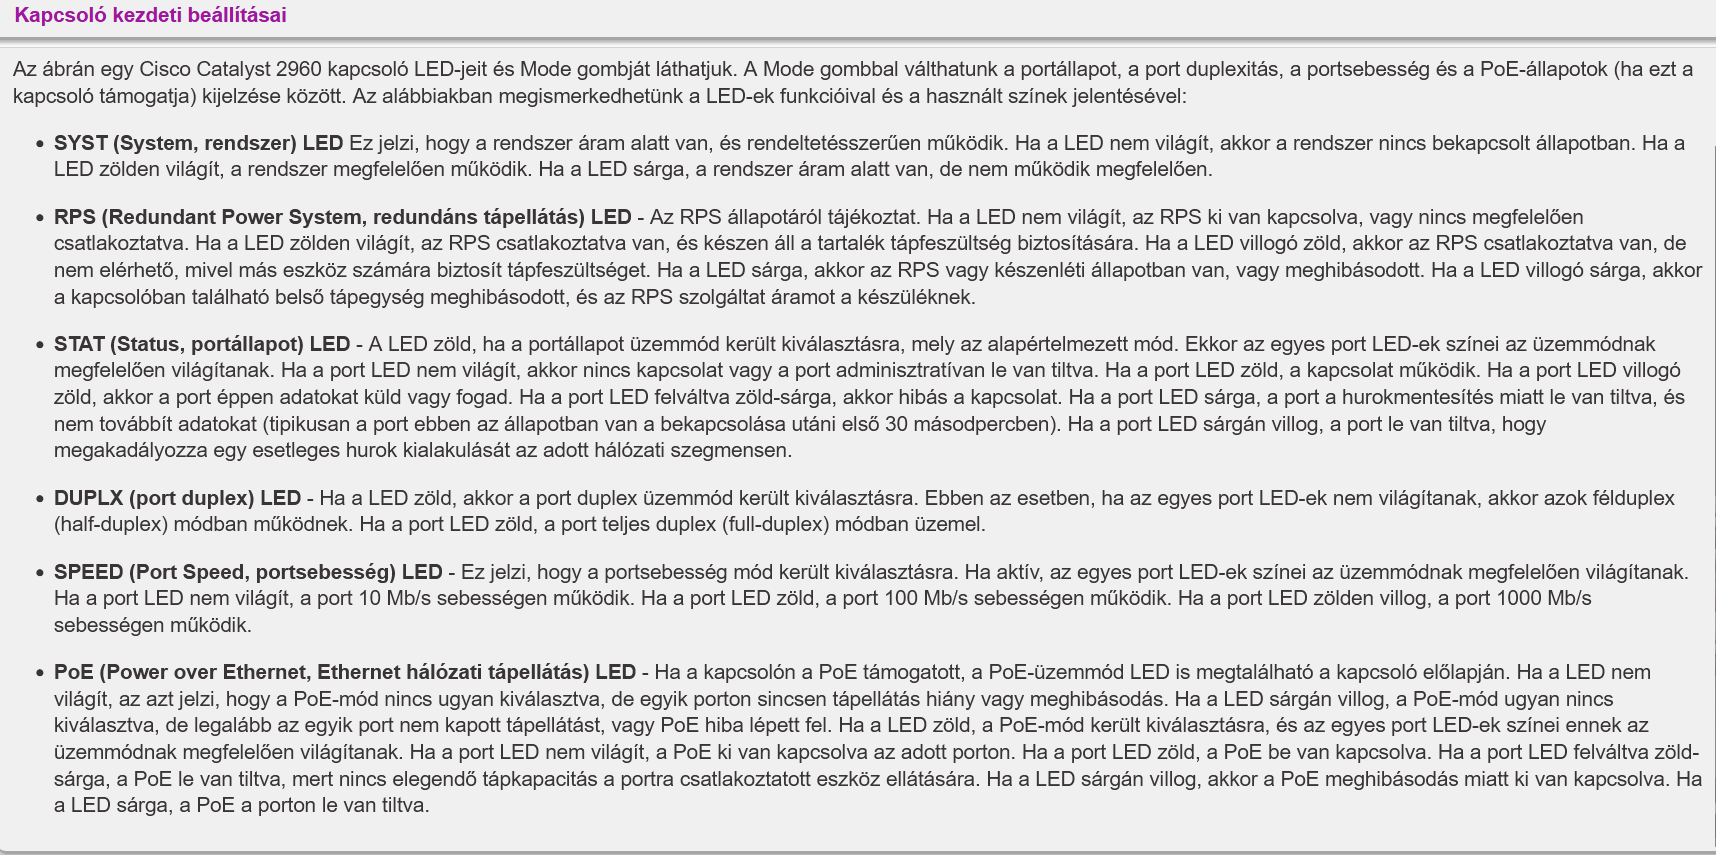 Kapcsoló kezdeti beállításai
Az ábrán egy Cisco Catalyst 2960 kapcsoló LED-jeit és Mode gombját láthatjuk. A Mode gombbal válthatunk a portállapot, a port duplexitás, a portsebesség és a PoE-állapotok (ha ezt a
kapcsoló támogatja) kijelzése között. Az alábbiakban megismerkedhetünk a LED-ek funkcióival és a használt színek jelentésével:
• SYST (System, rendszer) LED Ez jelzi, hogy a rendszer áram alatt van, és rendeltetésszerűen működik. Ha a LED nem világít, akkor a rendszer nincs bekapcsolt állapotban. Ha a
LED zölden világít, a rendszer megfelelően működik. Ha a LED sárga, a rendszer áram alatt van, de nem működik megfelelően.
• RPS (Redundant Power System, redundáns tápellátás) LED - Az RPS állapotáról tájékoztat. Ha a LED nem világít, az RPS ki van kapcsolva, vagy nincs megfelelően
csatlakoztatva. Ha a LED zölden világít, az RPS csatlakoztatva van, és készen áll a tartalék tápfeszültség biztosítására. Ha a LED villogó zöld, akkor az RPS csatlakoztatva van, de
nem elérhető, mivel más eszköz számára biztosít tápfeszültséget. Ha a LED sárga, akkor az RPS vagy készenléti állapotban van, vagy meghibásodott. Ha a LED villogó sárga, akkor
a kapcsolóban található belső tápegység meghibásodott, és az RPS szolgáltat áramot a készüléknek.
• STAT (Status, portállapot) LED - A LED zöld, ha a portállapot üzemmód került kiválasztásra, mely az alapértelmezett mód. Ekkor az egyes port LED-ek színei az üzemmódnak
megfelelően világítanak. Ha a port LED nem világít, akkor nincs kapcsolat vagy a port adminisztratívan le van tiltva. Ha a port LED zöld, a kapcsolat működik. Ha a port LED villogó
zöld, akkor a port éppen adatokat küld vagy fogad. Ha a port LED felváltva zöld-sárga, akkor hibás a kapcsolat. Ha a port LED sárga, a port a hurokmentesítés miatt le van tiltva, és
nem továbbít adatokat (tipikusan a port ebben az állapotban van a bekapcsolása utáni első 30 másodpercben). Ha a port LED sárgán villog, a port le van tiltva, hogy
megakadályozza egy esetleges hurok kialakulását az adott hálózati szegmensen.
• DUPLX (port duplex) LED - Ha a LED zöld, akkor a port duplex üzemmód került kiválasztásra. Ebben az esetben, ha az egyes port LED-ek nem világítanak, akkor azok félduplex
(half-duplex) módban működnek. Ha a port LED zöld, a port teljes duplex (full-duplex) módban üzemel.
• SPEED (Port Speed, portsebesség) LED - Ez jelzi, hogy a portsebesség mód került kiválasztásra. Ha aktív, az egyes port LED-ek színei az üzemmódnak megfelelően világítanak.
Ha a port LED nem világít, a port 10 Mb/s sebességen működik. Ha a port LED zöld, a port 100 Mb/s sebességen működik. Ha a port LED zölden villog, a port 1000 Mb/s
sebességen működik.
• PoE (Power over Ethernet, Ethernet hálózati tápellátás) LED - Ha a kapcsolón a PoE támogatott, a PoE-üzemmód LED is megtalálható a kapcsoló előlapján. Ha a LED nem
világít, az azt jelzi, hogy a PoE-mód nincs ugyan kiválasztva, de egyik porton sincsen tápellátás hiány vagy meghibásodás. Ha a LED sárgán villog, a PoE-mód ugyan nincs
kiválasztva, de legalább az egyik port nem kapott tápellátást, vagy PoE hiba lépett fel. Ha a LED zöld, a PoE-mód került kiválasztásra, és az egyes port LED-ek színei ennek az
üzemmódnak megfelelően világítanak. Ha a port LED nem világít, a PoE ki van kapcsolva az adott porton. Ha a port LED zöld, a PoE be van kapcsolva. Ha a port LED felváltva zöld-
sárga, a PoE le van tiltva, mert nincs elegendő tápkapacitás a portra csatlakoztatott eszköz ellátására. Ha a LED sárgán villog, akkor a PoE meghibásodás miatt ki van kapcsolva. Ha
a LED sárga, a PoE a porton le van tiltva.